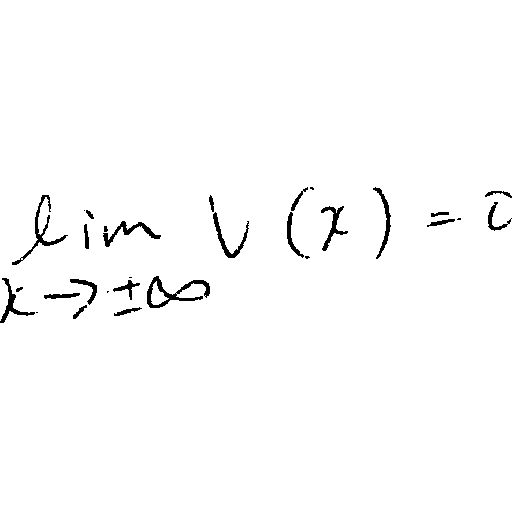 lim V(x) = 0
x → ±∞